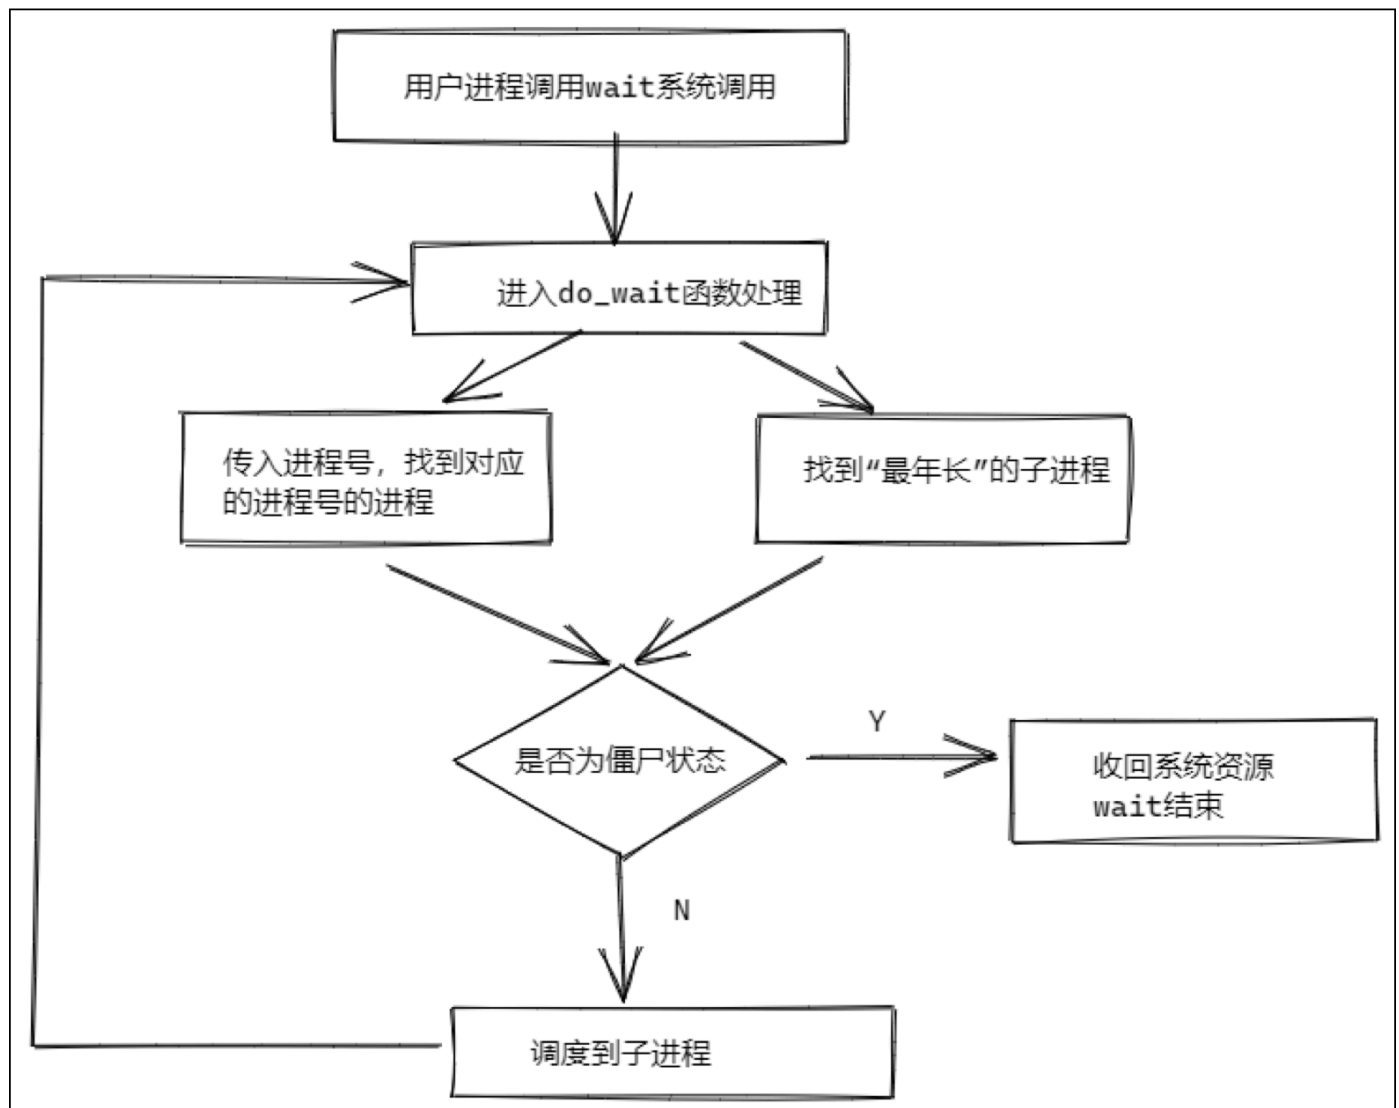 用户进程调用wait系统调用
进入do_wait函数处理
传入进程号，找到对应
的进程号的进程
找到“最年长”的子进程
是否为僵尸状态
Y
收回系统资源
wait结束
N
调度到子进程